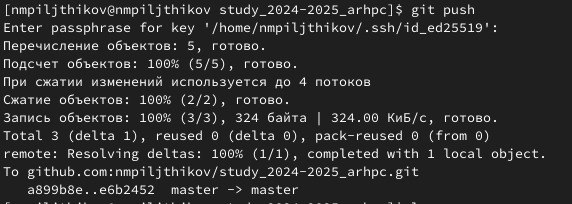 [nmpiljthikov@nmpiljthikov study_2024-2025_arhpc]$ git push
Enter passphrase for key '/home/nmpiljthikov/.ssh/id_ed25519':
Перечисление объектов: 5, готово.
Подсчет объектов: 100% (5/5), готово.
При сжатии изменений используется до 4 потоков
Сжатие объектов: 100% (2/2), готово.
Запись объектов: 100% (3/3), 324 байта | 324.00 КиБ/с, готово.
Total 3 (delta 1), reused 0 (delta 0), pack-reused 0 (from 0)
remote: Resolving deltas: 100% (1/1), completed with 1 local object.
To github.com:nmpiljthikov/study_2024-2025_arhpc.git
   a899b8e..e6b2452  master -> master